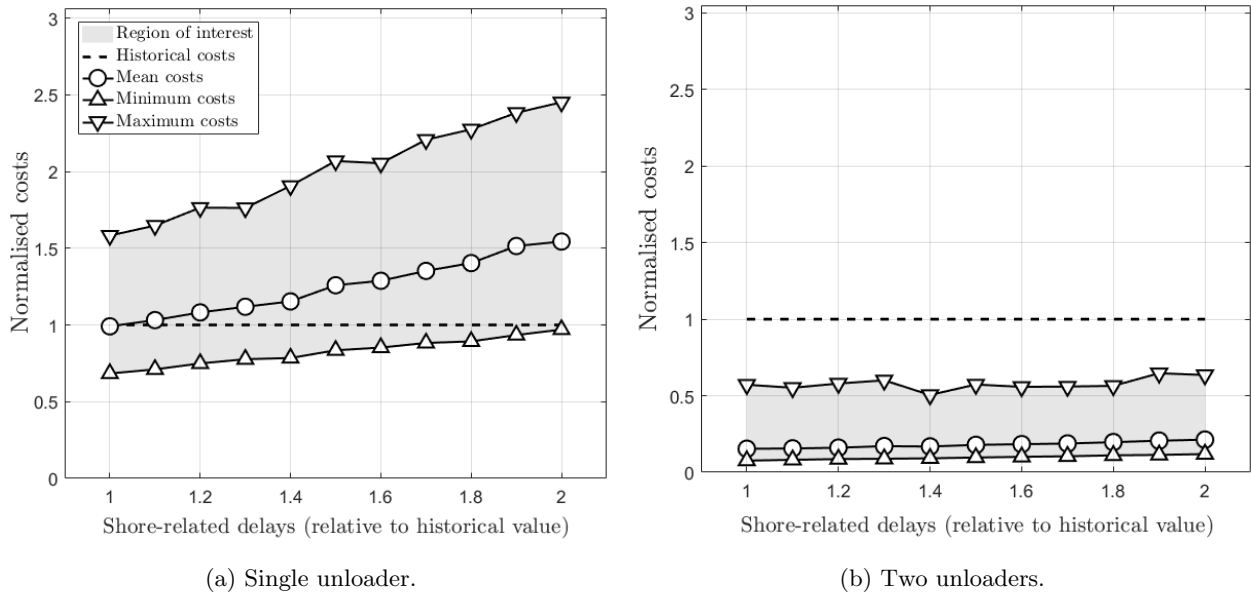 3
2.5
2
1.5
1
0.5
0
Normalised costs
Region of interest
Historical costs
Mean costs
Minimum costs
Maximum costs
1
1.2
1.4
1.6
1.8
2
Shore-related delays (relative to historical value)
(a) Single unloader.
3
2.5
2
1.5
1
0.5
0
Normalised costs
1
1.2
1.4
1.6
1.8
2
Shore-related delays (relative to historical value)
(b) Two unloaders.